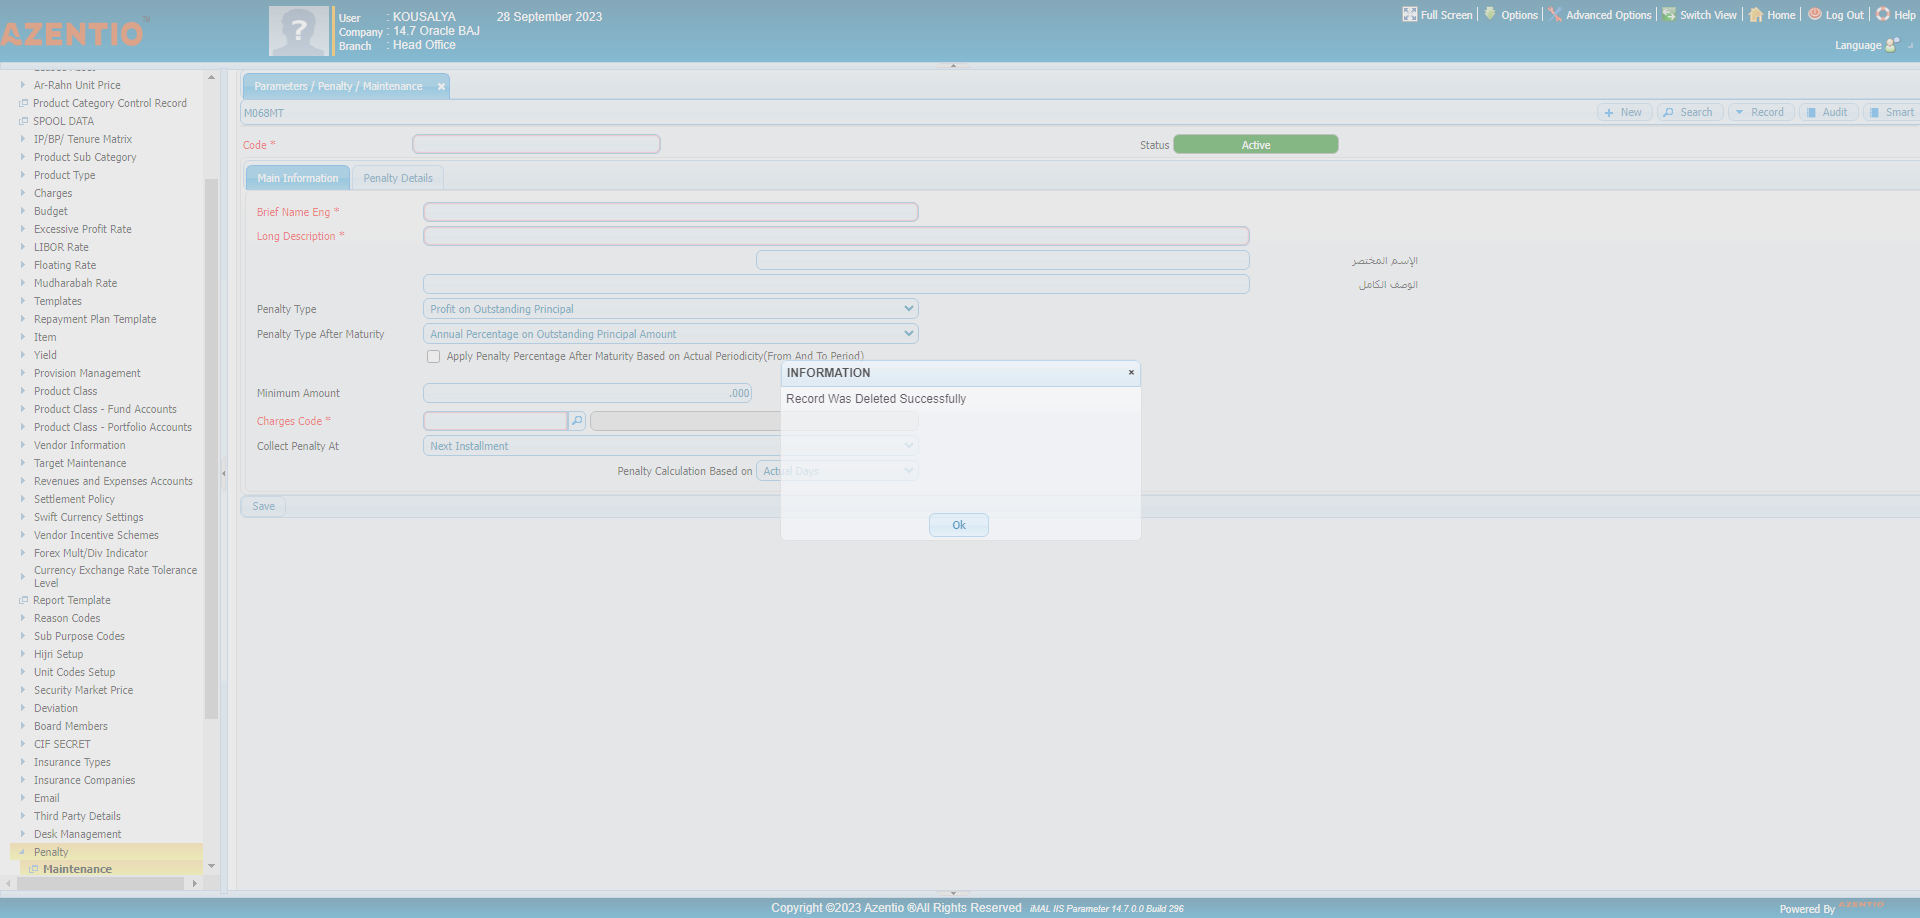 AZENTIO™
User : KOUSALYA 28 September 2023
Company : 14.7 Oracle BAJ
Branch : Head Office
Full Screen Options Advanced Options Switch View Home Log Out Help
Language
Ar-Rahn Unit Price
Product Category Control Record
SPOOL DATA
IP/BP/ Tenure Matrix
Product Sub Category
Product Type
Charges
Budget
Excessive Profit Rate
LIBOR Rate
Floating Rate
Mudharabah Rate
Templates
Repayment Plan Template
Item
Yield
Provision Management
Product Class
Product Class - Fund Accounts
Product Class - Portfolio Accounts
Vendor Information
Target Maintenance
Revenues and Expenses Accounts
Settlement Policy
Swift Currency Settings
Vendor Incentive Schemes
Forex Mult/Div Indicator
Currency Exchange Rate Tolerance
Level
Report Template
Reason Codes
Sub Purpose Codes
Hijri Setup
Unit Codes Setup
Security Market Price
Deviation
Board Members
CIF SECRET
Insurance Types
Insurance Companies
Email
Third Party Details
Desk Management
Penalty
Maintenance
Parameters / Penalty / Maintenance
M068MT
New Search Record Audit Smart
Code *
Status Active
Main Information Penalty Details
Brief Name Eng *
Long Description *
الإسم المختصر
الوصف الكامل
Penalty Type Profit on Outstanding Principal
Penalty Type After Maturity Annual Percentage on Outstanding Principal Amount
Apply Penalty Percentage After Maturity Based on Actual Periodicity(From And To Period)
Minimum Amount .000
Charges Code *
Collect Penalty At Next Installment
Penalty Calculation Based on Actual Days
Save
INFORMATION
Record Was Deleted Successfully
Ok
Copyright ©2023 Azentio ®All Rights Reserved iMAL IIS Parameter 14.7.0.0 Build 296
Powered By AZENTIO